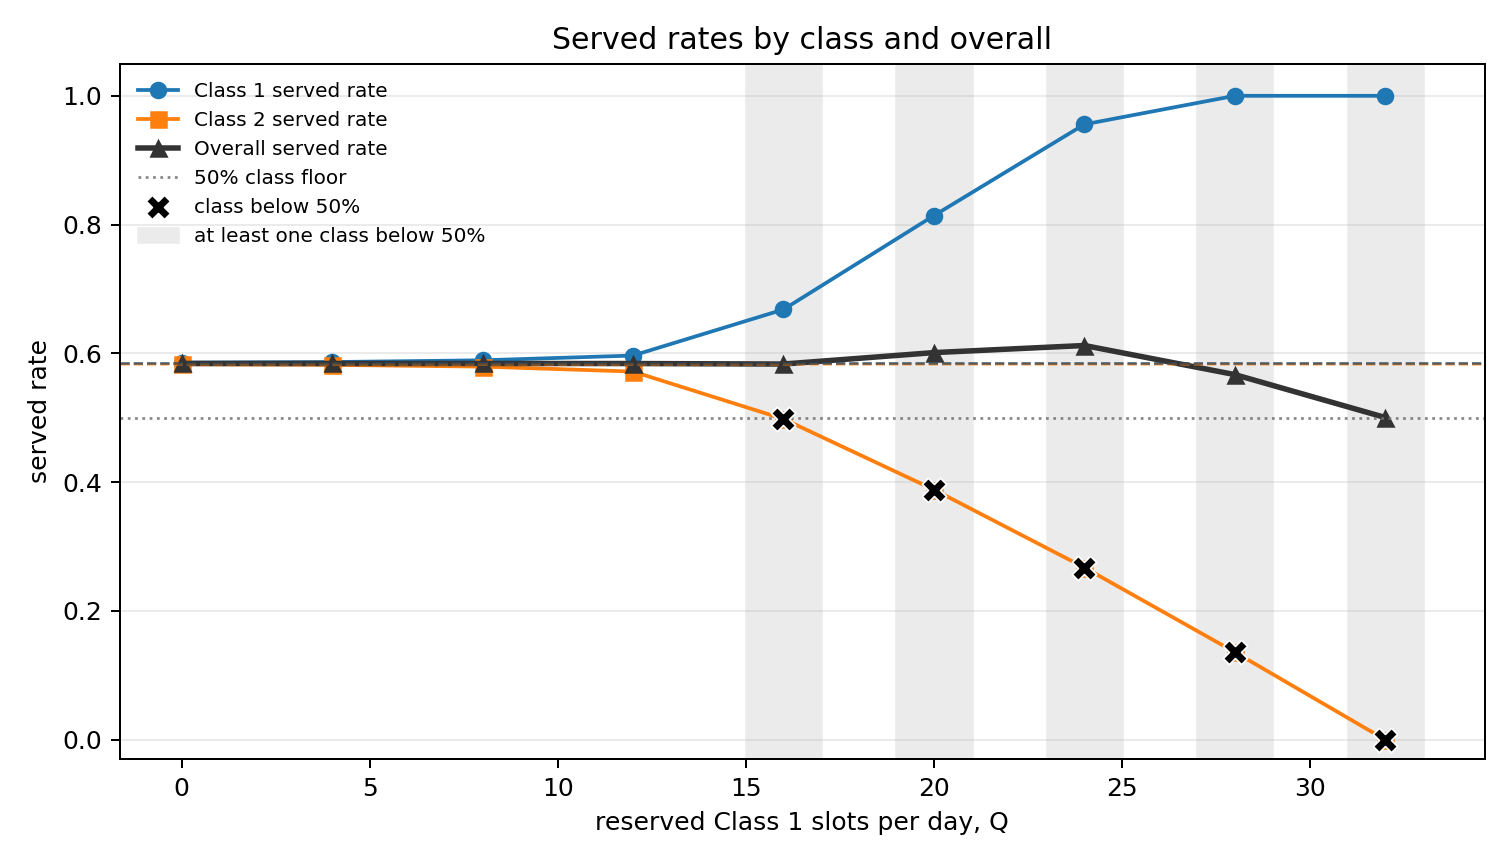 Served rates by class and overall
Class 1 served rate
Class 2 served rate
Overall served rate
50% class floor
class below 50%
at least one class below 50%
served rate
1.0
0.8
0.6
0.4
0.2
0.0
0 5 10 15 20 25 30
reserved Class 1 slots per day, Q